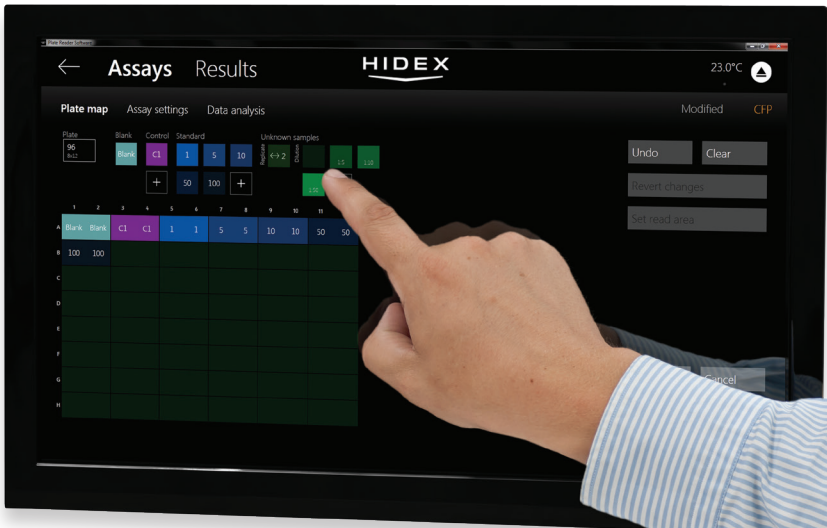 Plate Reader Software
Assays Results HIDEX 23.0°C
Plate map Assay settings Data analysis Modified CFP
Plate Blank Control Standard Unknown samples
96 Blank C1 1 5 10 Replicate ↔ 2 Dilution 1:5 1:10 Undo Clear
8x12
+ 50 100 + 1:50 Revert changes
Set read area
1 2 3 4 5 6 7 8 9 10 11
A Blank Blank C1 C1 1 1 5 5 10 10 50 50
B 100 100
C
D
E
F
G Cancel
H